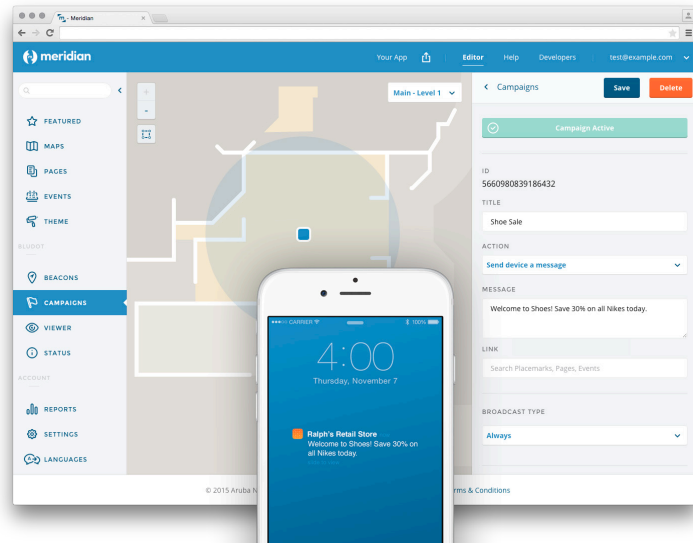 Meridian
meridian
Your App
Editor
Help
Developers
test@example.com
FEATURED
MAPS
PAGES
EVENTS
THEME
BLUDOT
BEACONS
CAMPAIGNS
VIEWER
STATUS
ACCOUNT
REPORTS
SETTINGS
LANGUAGES
+
-
Main - Level 1
Campaigns
Save
Delete
Campaign Active
ID
5660980839186432
TITLE
Shoe Sale
ACTION
Send device a message
MESSAGE
Welcome to Shoes! Save 30% on all Nikes today.
LINK
Search Placemarks, Pages, Events
BROADCAST TYPE
Always
CARRIER
100%
4:00
Thursday, November 7
Ralph's Retail Store
Welcome to Shoes! Save 30% on
all Nikes today.
© 2015 Aruba N
rms & Conditions